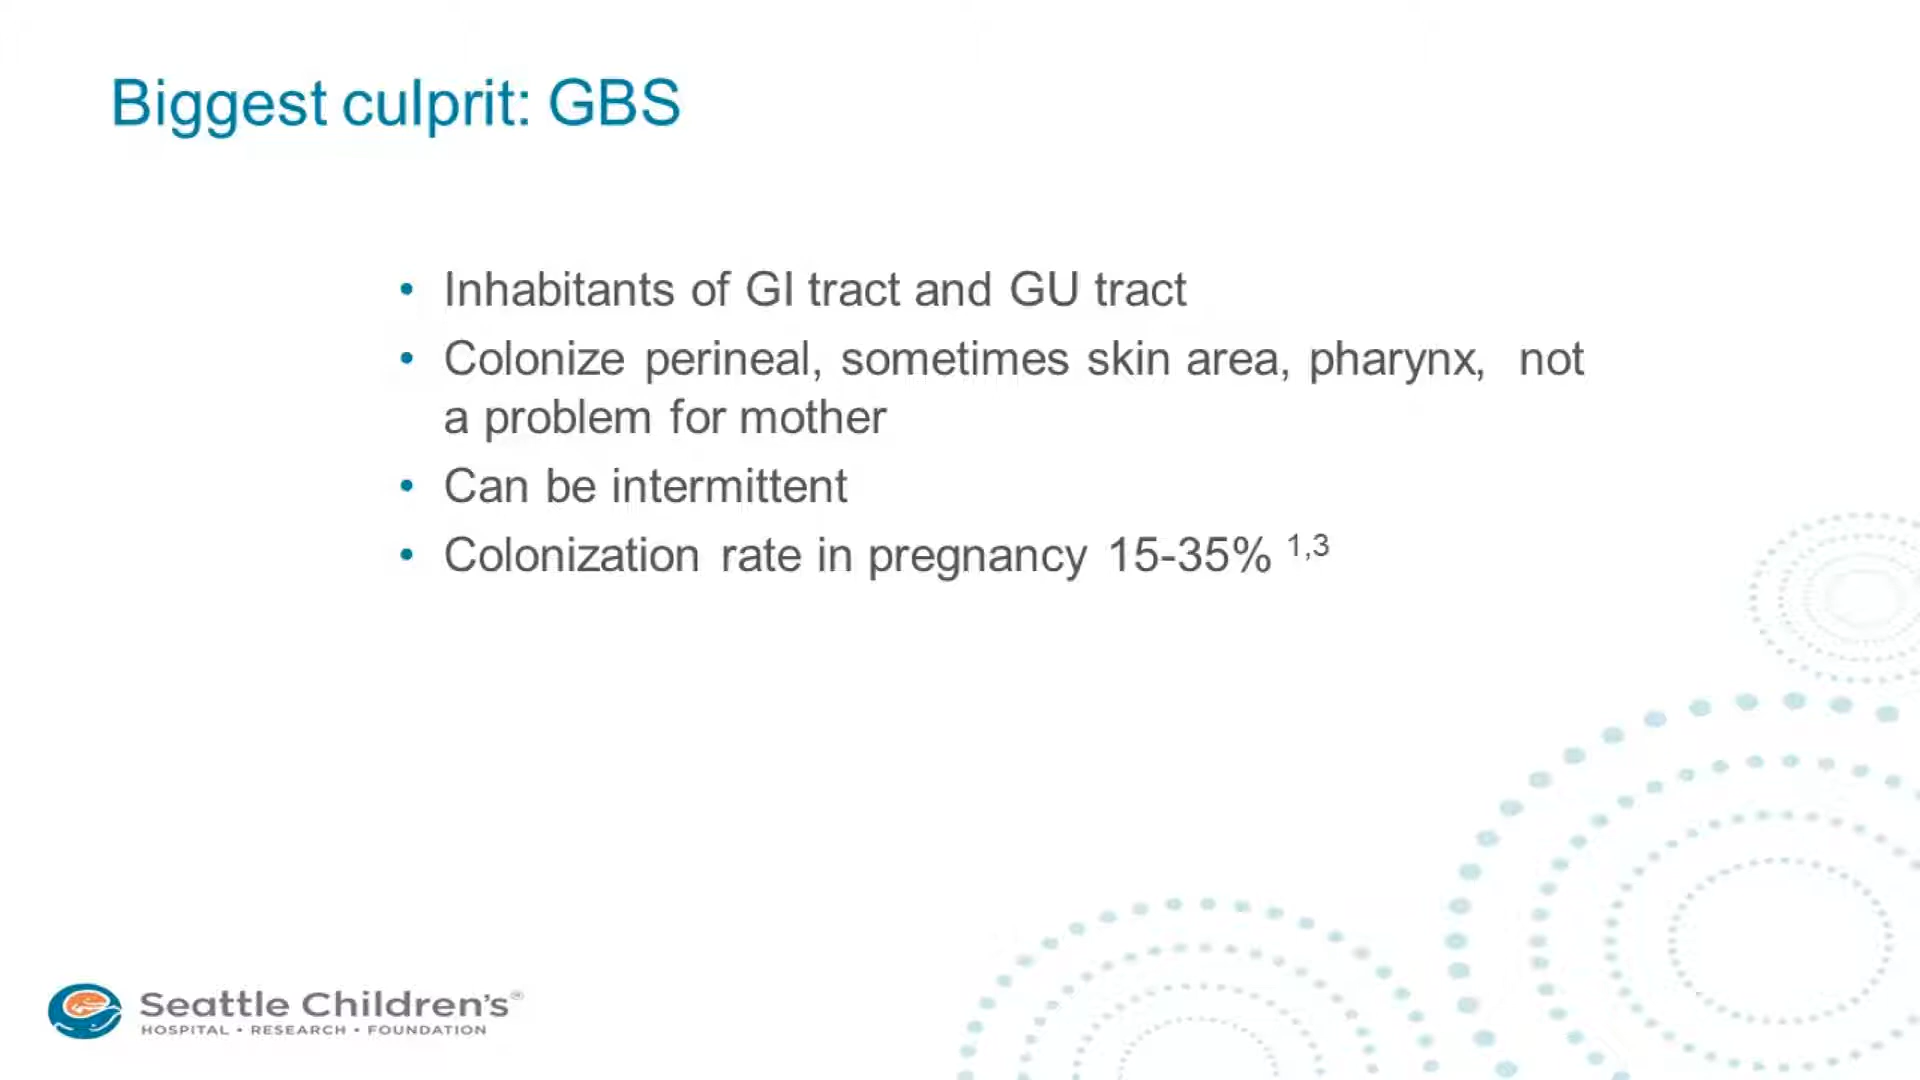 Biggest culprit: GBS
• Inhabitants of GI tract and GU tract
• Colonize perineal, sometimes skin area, pharynx, not
a problem for mother
• Can be intermittent
• Colonization rate in pregnancy 15-35% 1,3
Seattle Children's®
HOSPITAL • RESEARCH • FOUNDATION